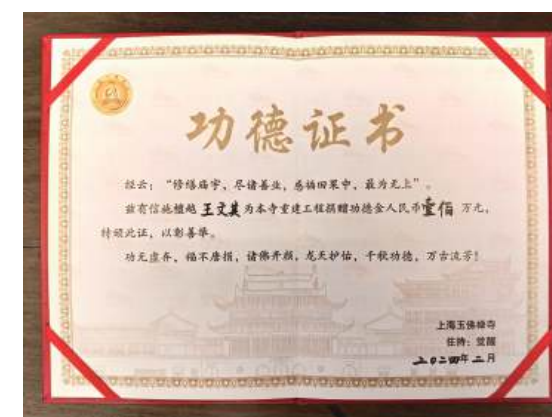 功德证书
经云：“修缮庙宇，尽诸善业，悉福田果中，最为无上”。
兹有信施檀越 王文其 为本寺重建工程捐赠功德金人民币 壹佰 万元，
特颁此证，以彰善举。
功无虚弃，福不唐捐，诸佛开颜，龙天护佑，千秋功德，万古流芳！
上海玉佛禅寺
住持：觉醒
二〇二四年二月